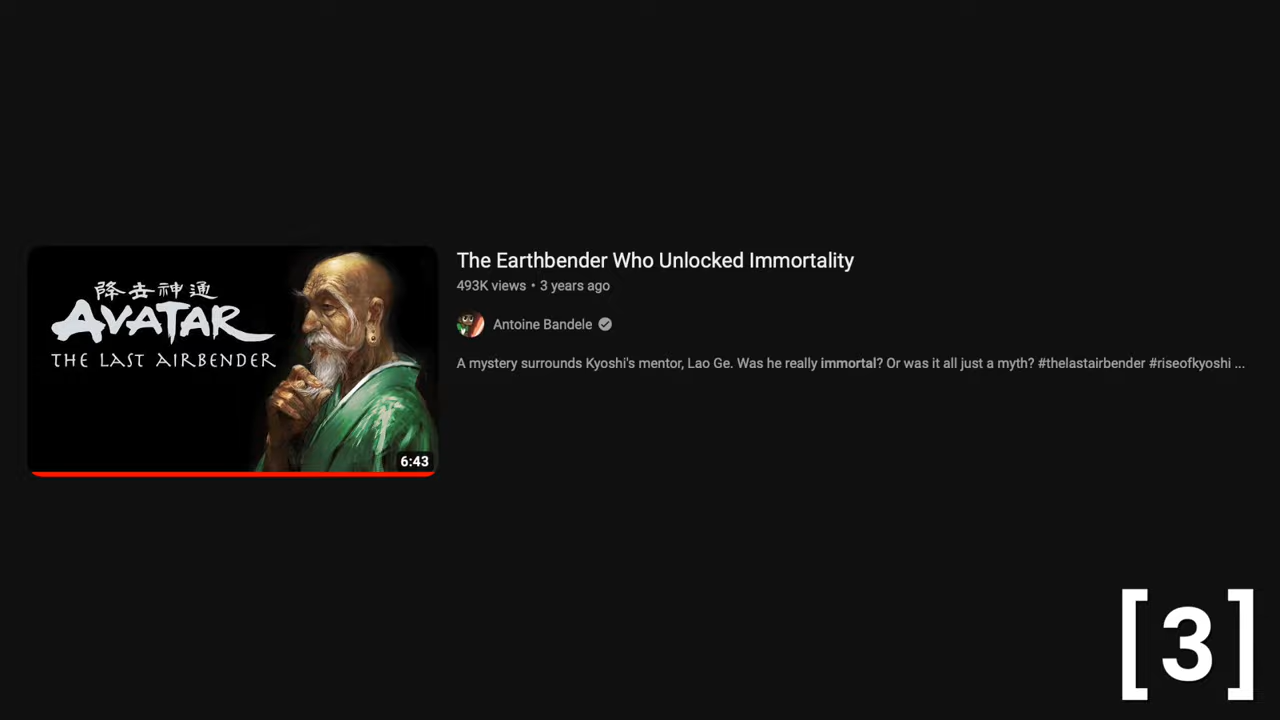 降去神通
AVATAR
THE LAST AIRBENDER
6:43
The Earthbender Who Unlocked Immortality
493K views • 3 years ago
Antoine Bandele
A mystery surrounds Kyoshi's mentor, Lao Ge. Was he really immortal? Or was it all just a myth? #thelastairbender #riseofkyoshi ...
[3]